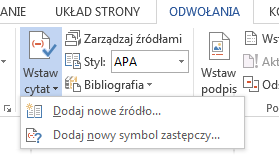 ANIE UKŁAD STRONY ODWOŁANIA KO
Wstaw cytat
Zarządzaj źródłami
Styl: APA
Bibliografia
Wstaw podpis
Dodaj nowe źródło...
Dodaj nowy symbol zastępczy...